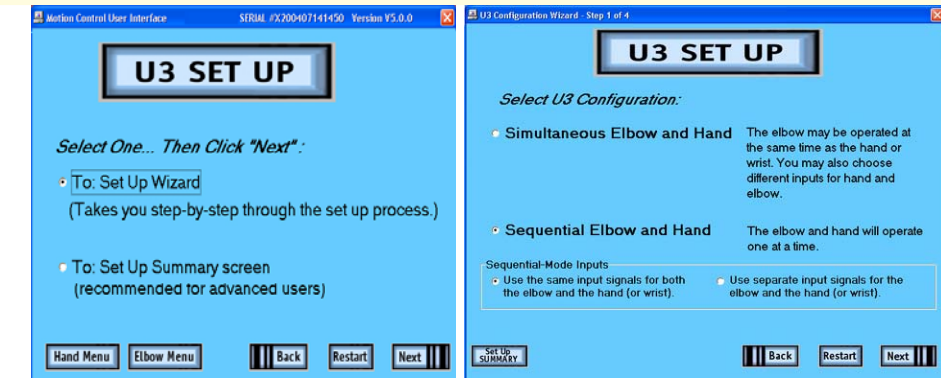 Motion Control User Interface SERIAL #X200407141450 Version V5.0.0
U3 SET UP
Select One... Then Click "Next" :
To: Set Up Wizard
(Takes you step-by-step through the set up process.)
To: Set Up Summary screen
(recommended for advanced users)
Hand Menu Elbow Menu Back Restart Next
U3 Configuration Wizard - Step 1 of 4
U3 SET UP
Select U3 Configuration:
Simultaneous Elbow and Hand
The elbow may be operated at
the same time as the hand or
wrist. You may also choose
different inputs for hand and
elbow.
Sequential Elbow and Hand
The elbow and hand will operate
one at a time.
Sequential-Mode Inputs
Use the same input signals for both
the elbow and the hand (or wrist).
Use separate input signals for the
elbow and the hand (or wrist).
Set Up
SUMMARY
Back Restart Next